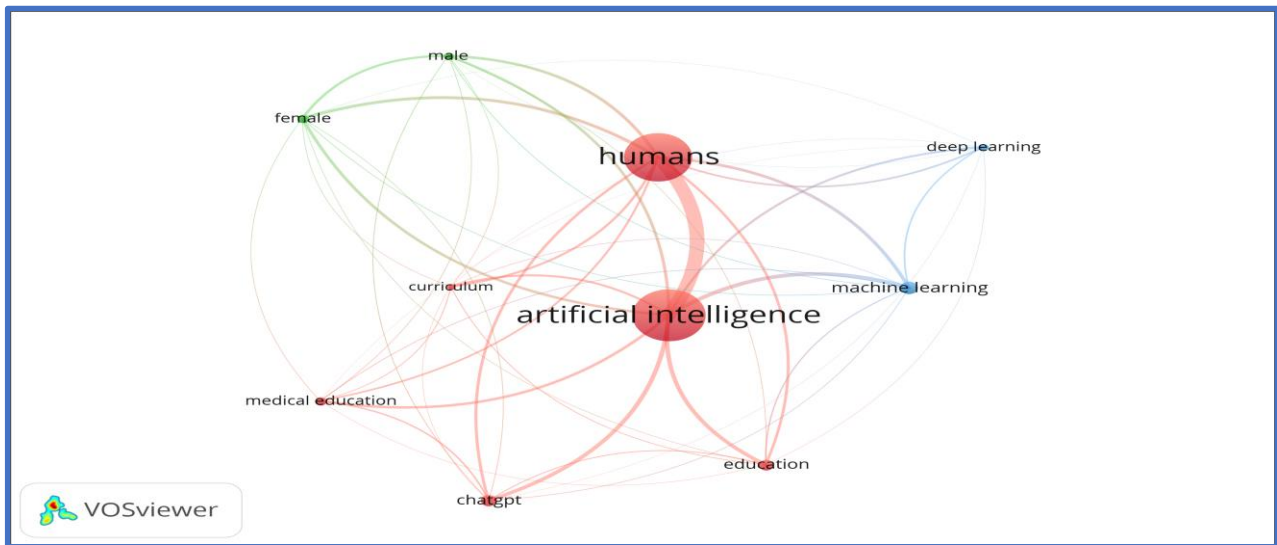 male
female
humans
deep learning
curriculum
machine learning
artificial intelligence
medical education
education
chatgpt
VOSviewer